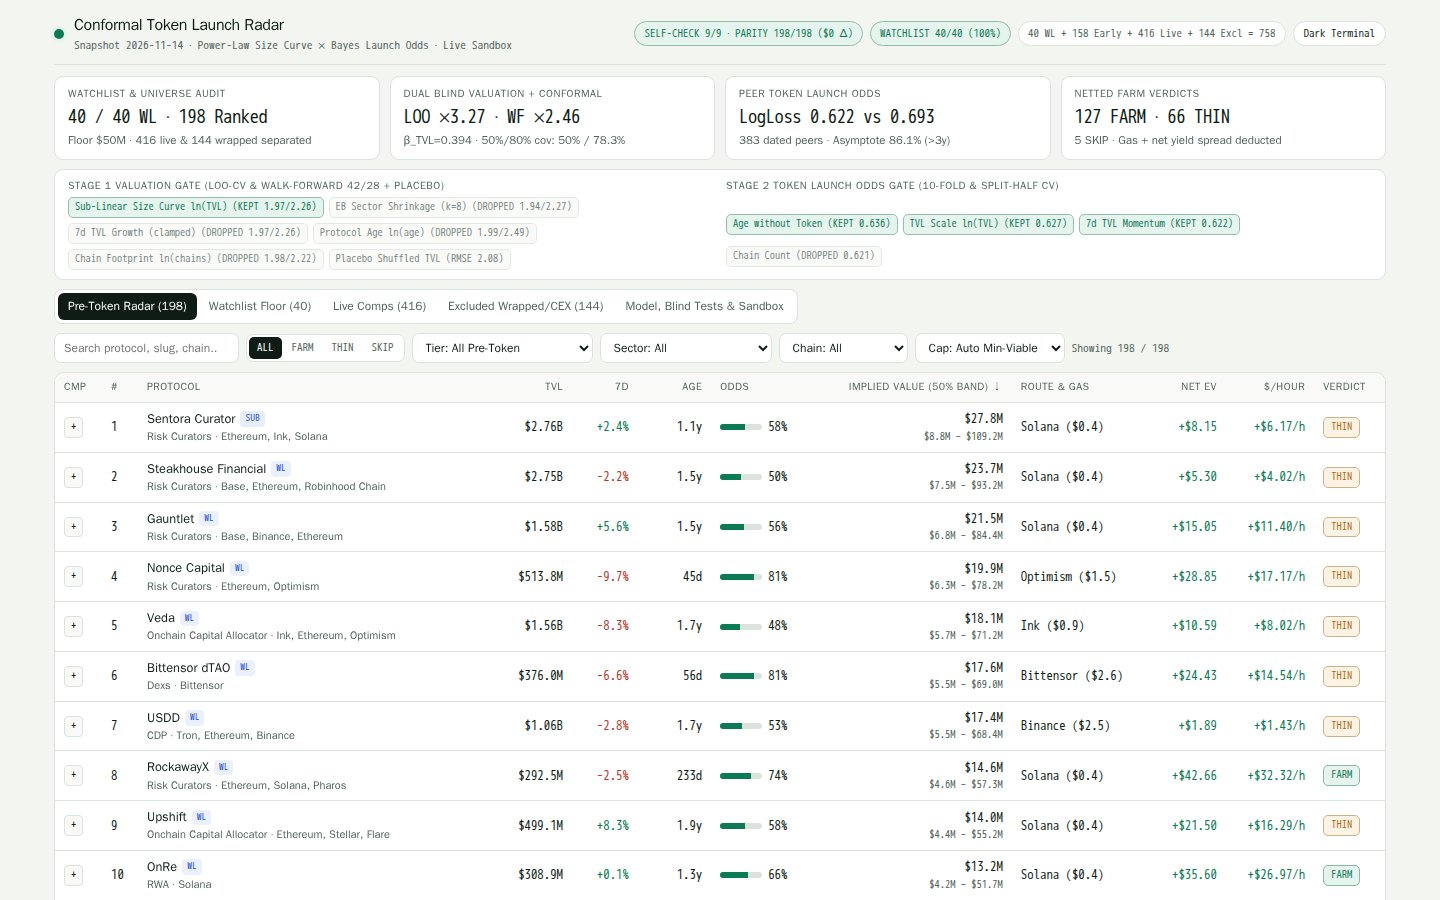 Conformal Token Launch Radar
Snapshot 2026-11-14 · Power-Law Size Curve × Bayes Launch Odds · Live Sandbox
SELF-CHECK 9/9 · PARITY 198/198 ($0 Δ)
WATCHLIST 40/40 (100%)
40 WL + 158 Early + 416 Live + 144 Excl = 758
Dark Terminal
WATCHLIST & UNIVERSE AUDIT
40 / 40 WL · 198 Ranked
Floor $50M · 416 live & 144 wrapped separated
DUAL BLIND VALUATION + CONFORMAL
LOO ×3.27 · WF ×2.46
β_TVL=0.394 · 50%/80% cov: 50% / 78.3%
PEER TOKEN LAUNCH ODDS
LogLoss 0.622 vs 0.693
383 dated peers · Asymptote 86.1% (>3y)
NETTED FARM VERDICTS
127 FARM · 66 THIN
5 SKIP · Gas + net yield spread deducted
STAGE 1 VALUATION GATE (LOO-CV & WALK-FORWARD 42/28 + PLACEBO)
Sub-Linear Size Curve ln(TVL) (KEPT 1.97/2.26)
EB Sector Shrinkage (k=8) (DROPPED 1.94/2.27)
7d TVL Growth (clamped) (DROPPED 1.97/2.26)
Protocol Age ln(age) (DROPPED 1.99/2.49)
Chain Footprint ln(chains) (DROPPED 1.98/2.22)
Placebo Shuffled TVL (RMSE 2.08)
STAGE 2 TOKEN LAUNCH ODDS GATE (10-FOLD & SPLIT-HALF CV)
Age without Token (KEPT 0.636)
TVL Scale ln(TVL) (KEPT 0.627)
7d TVL Momentum (KEPT 0.622)
Chain Count (DROPPED 0.621)
Pre-Token Radar (198)
Watchlist Floor (40)
Live Comps (416)
Excluded Wrapped/CEX (144)
Model, Blind Tests & Sandbox
Search protocol, slug, chain..
ALL
FARM
THIN
SKIP
Tier: All Pre-Token
Sector: All
Chain: All
Cap: Auto Min-Viable
Showing 198 / 198
CMP # PROTOCOL TVL 7D AGE ODDS IMPLIED VALUE (50% BAND) ↓ ROUTE & GAS NET EV $/HOUR VERDICT
+ 1 Sentora Curator SUB $2.76B +2.4% 1.1y 58% $27.8M Solana ($0.4) +$8.15 +$6.17/h THIN
Risk Curators · Ethereum, Ink, Solana $8.8M – $109.2M
+ 2 Steakhouse Financial WL $2.75B -2.2% 1.5y 50% $23.7M Solana ($0.4) +$5.30 +$4.02/h THIN
Risk Curators · Base, Ethereum, Robinhood Chain $7.5M – $93.2M
+ 3 Gauntlet WL $1.58B +5.6% 1.5y 56% $21.5M Solana ($0.4) +$15.05 +$11.40/h THIN
Risk Curators · Base, Binance, Ethereum $6.8M – $84.4M
+ 4 Nonce Capital WL $513.8M -9.7% 45d 81% $19.9M Optimism ($1.5) +$28.85 +$17.17/h THIN
Risk Curators · Ethereum, Optimism $6.3M – $78.2M
+ 5 Veda WL $1.56B -8.3% 1.7y 48% $18.1M Ink ($0.9) +$10.59 +$8.02/h THIN
Onchain Capital Allocator · Ink, Ethereum, Optimism $5.7M – $71.2M
+ 6 Bittensor dTAO WL $376.0M -6.6% 56d 81% $17.6M Bittensor ($2.6) +$24.43 +$14.54/h THIN
Dexs · Bittensor $5.5M – $69.0M
+ 7 USDD WL $1.06B -2.8% 1.7y 53% $17.4M Binance ($2.5) +$1.89 +$1.43/h THIN
CDP · Tron, Ethereum, Binance $5.5M – $68.4M
+ 8 RockawayX WL $292.5M -2.5% 233d 74% $14.6M Solana ($0.4) +$42.66 +$32.32/h FARM
Risk Curators · Ethereum, Solana, Pharos $4.6M – $57.3M
+ 9 Upshift WL $499.1M +8.3% 1.9y 58% $14.0M Solana ($0.4) +$21.50 +$16.29/h THIN
Onchain Capital Allocator · Ethereum, Stellar, Flare $4.4M – $55.2M
+ 10 OnRe WL $308.9M +0.1% 1.3y 66% $13.2M Solana ($0.4) +$35.60 +$26.97/h FARM
RWA · Solana $4.2M – $51.7M